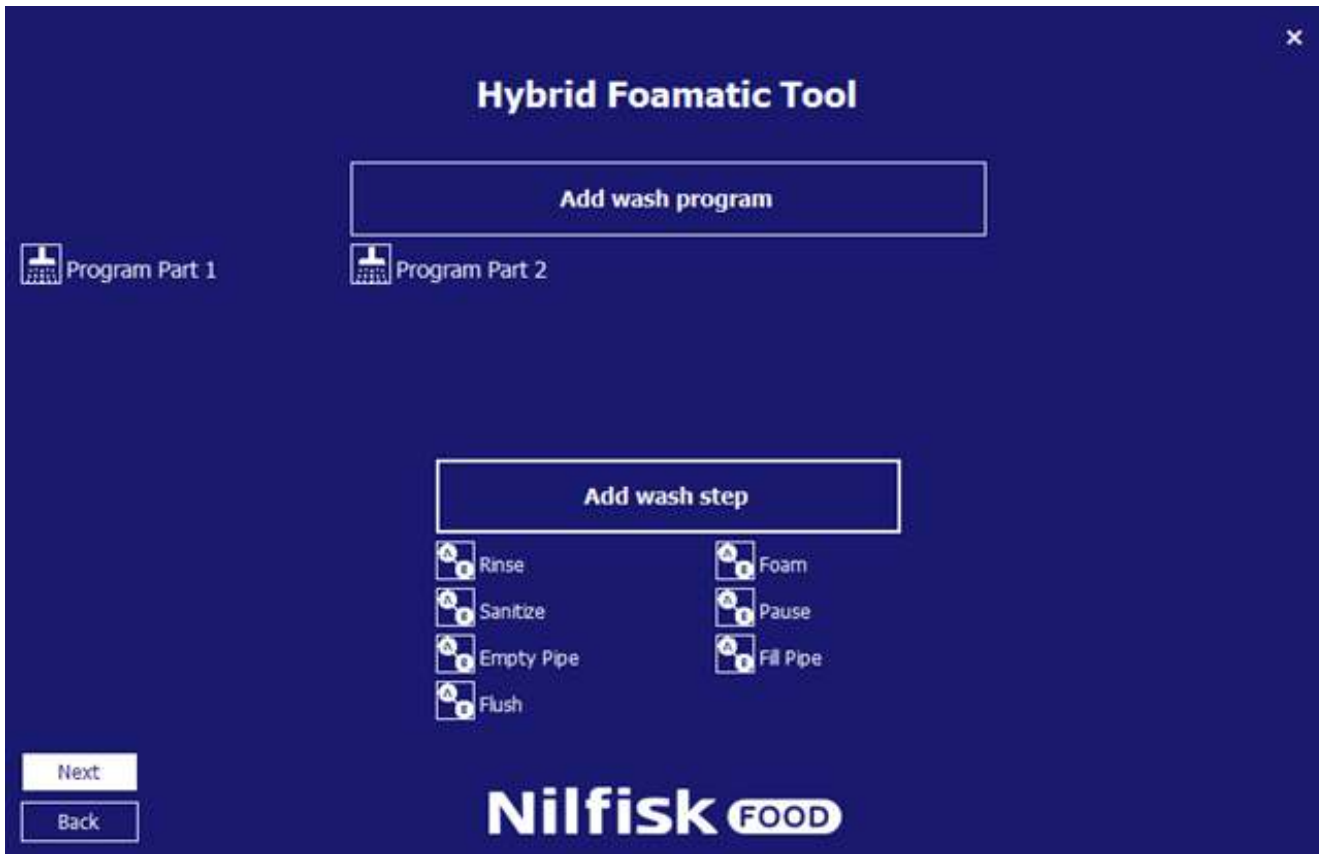 ×
Hybrid Foamatic Tool
Add wash program
Program Part 1 Program Part 2
Add wash step
Rinse Foam
Sanitize Pause
Empty Pipe Fill Pipe
Flush
Next
Back
Nilfisk FOOD